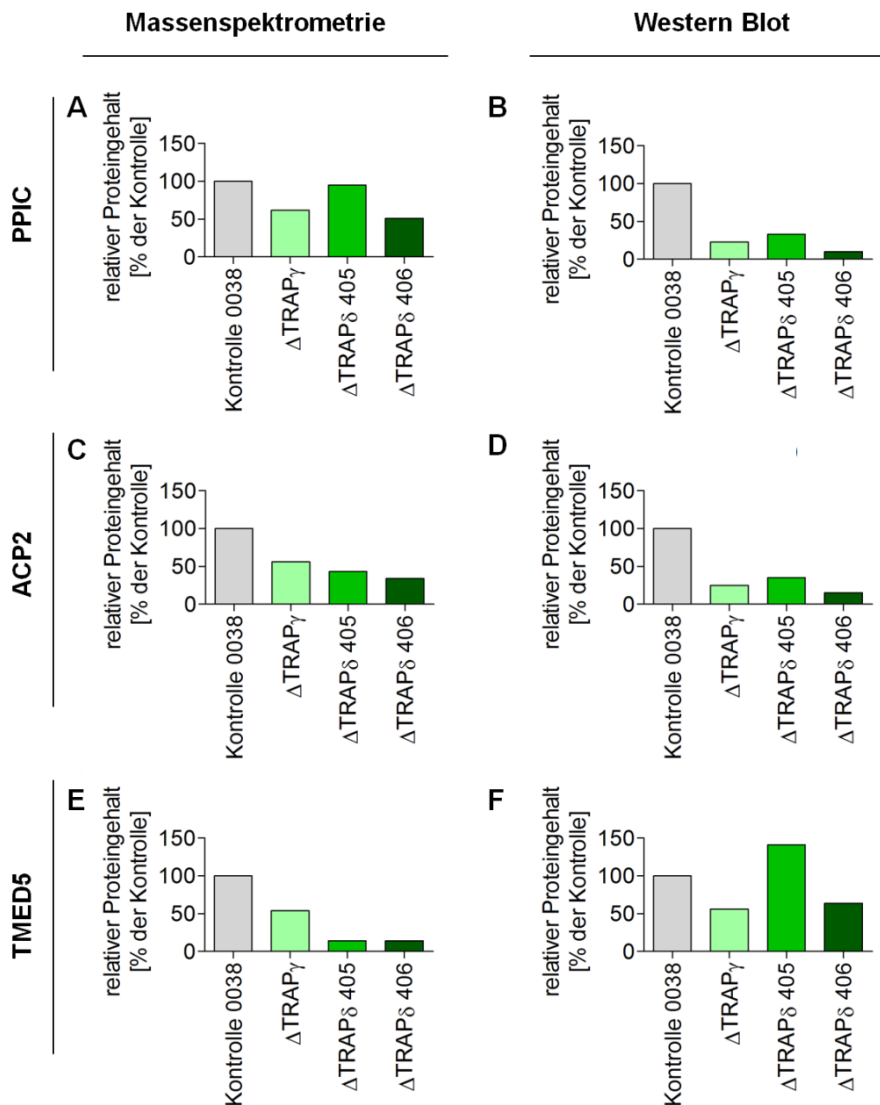 Massenspektrometrie
Western Blot
PPIC
A
relativer Proteingehalt
[% der Kontrolle]
150
100
50
0
Kontrolle 0038
ΔTRAPγ
ΔTRAPδ 405
ΔTRAPδ 406
B
relativer Proteingehalt
[% der Kontrolle]
150
100
50
0
Kontrolle 0038
ΔTRAPγ
ΔTRAPδ 405
ΔTRAPδ 406
ACP2
C
relativer Proteingehalt
[% der Kontrolle]
150
100
50
0
Kontrolle 0038
ΔTRAPγ
ΔTRAPδ 405
ΔTRAPδ 406
D
relativer Proteingehalt
[% der Kontrolle]
150
100
50
0
Kontrolle 0038
ΔTRAPγ
ΔTRAPδ 405
ΔTRAPδ 406
TMED5
E
relativer Proteingehalt
[% der Kontrolle]
150
100
50
0
Kontrolle 0038
ΔTRAPγ
ΔTRAPδ 405
ΔTRAPδ 406
F
relativer Proteingehalt
[% der Kontrolle]
150
100
50
0
Kontrolle 0038
ΔTRAPγ
ΔTRAPδ 405
ΔTRAPδ 406